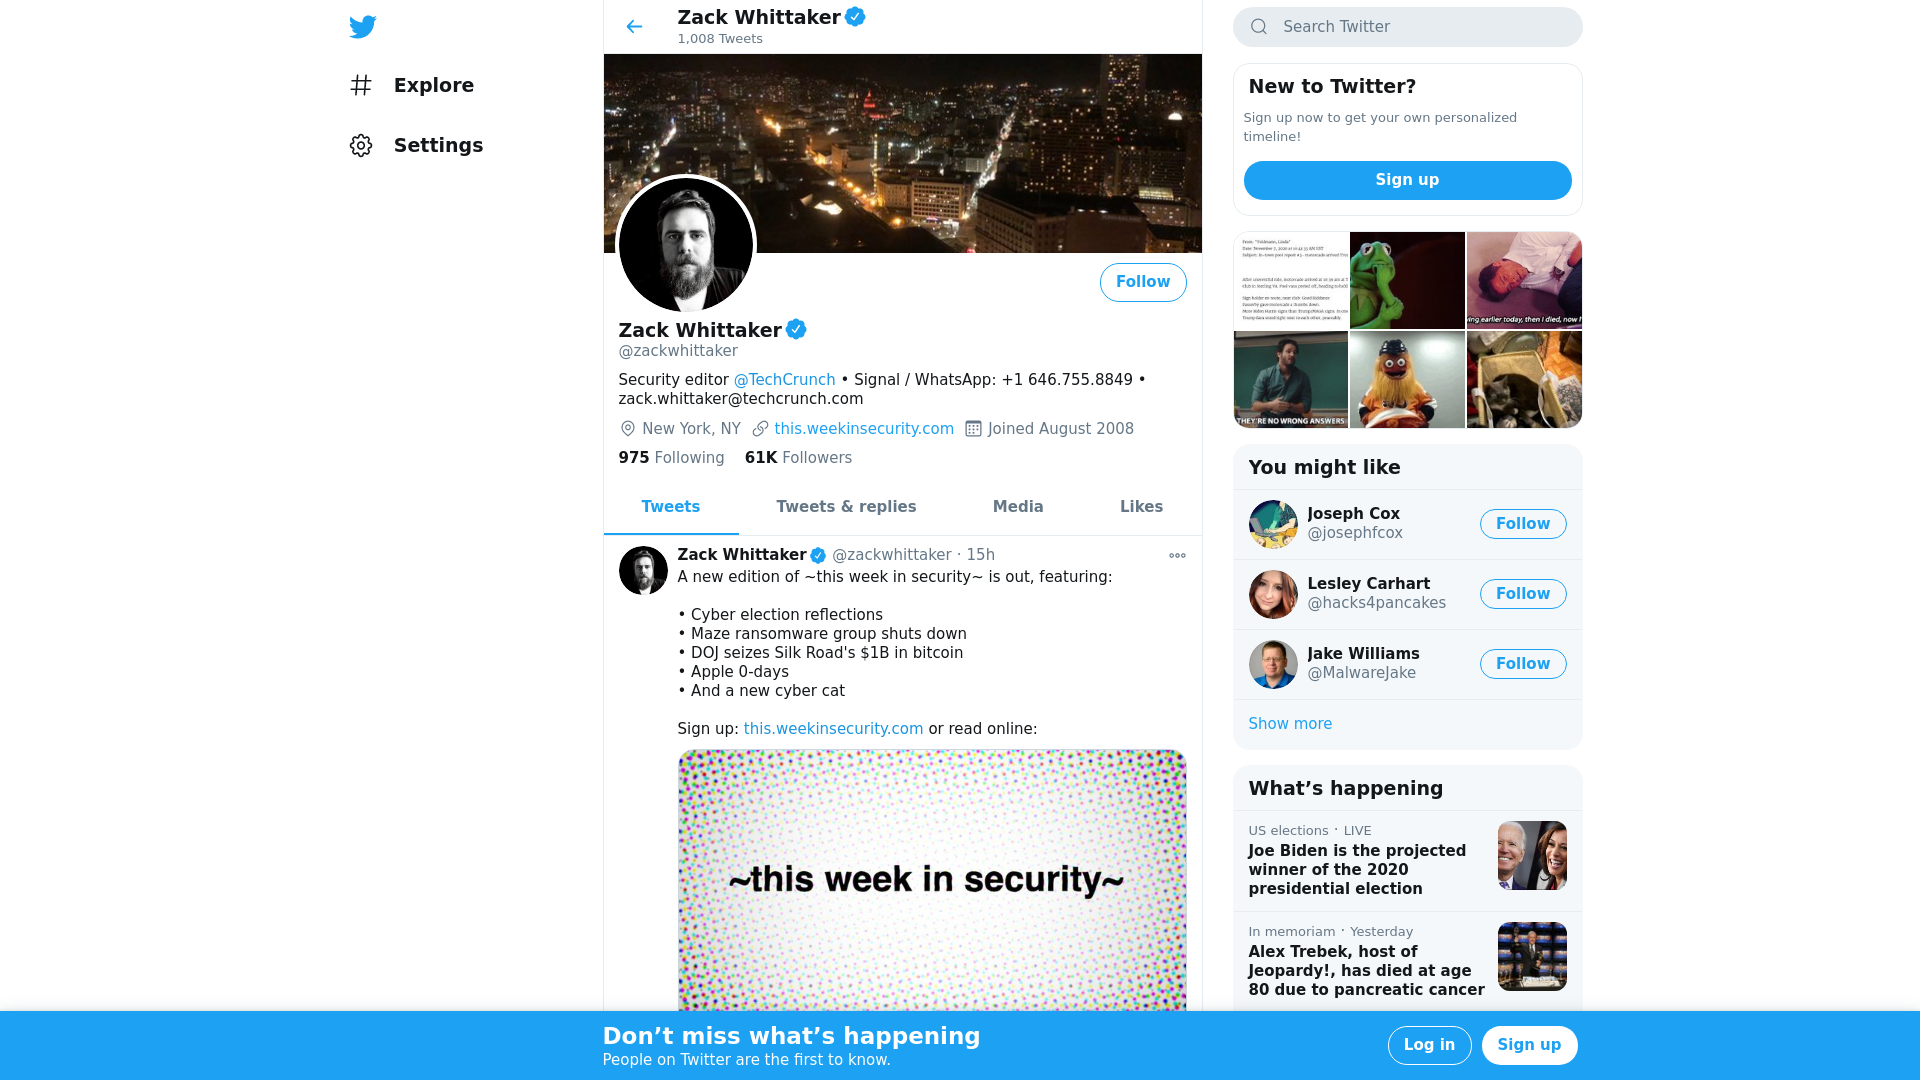 Explore
Settings
Zack Whittaker
1,008 Tweets
Follow
Zack Whittaker
@zackwhittaker
Security editor @TechCrunch • Signal / WhatsApp: +1 646.755.8849 •
zack.whittaker@techcrunch.com
New York, NY this.weekinsecurity.com Joined August 2008
975 Following 61K Followers
Tweets Tweets & replies Media Likes
Zack Whittaker @zackwhittaker · 15h
A new edition of ~this week in security~ is out, featuring:
• Cyber election reflections
• Maze ransomware group shuts down
• DOJ seizes Silk Road's $1B in bitcoin
• Apple 0-days
• And a new cyber cat
Sign up: this.weekinsecurity.com or read online:
~this week in security~
Search Twitter
New to Twitter?
Sign up now to get your own personalized
timeline!
Sign up
ing earlier today, then I died, now I
THEY'RE NO WRONG ANSWERS
You might like
Joseph Cox
@josephfcox
Follow
Lesley Carhart
@hacks4pancakes
Follow
Jake Williams
@MalwareJake
Follow
Show more
What’s happening
US elections · LIVE
Joe Biden is the projected
winner of the 2020
presidential election
In memoriam · Yesterday
Alex Trebek, host of
Jeopardy!, has died at age
80 due to pancreatic cancer
Don’t miss what’s happening
People on Twitter are the first to know.
Log in
Sign up